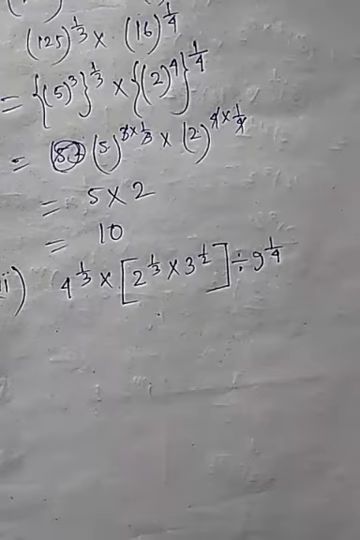 (125)^{1/3} × (16)^{1/4}
= {(5)^3}^{1/3} × {(2)^4}^{1/4}
= (5)^{3×1/3} × (2)^{4×1/4}
= 5 × 2
= 10
ii) 4^{1/3} × [2^{1/3} × 3^{1/2}] ÷ 9^{1/4}